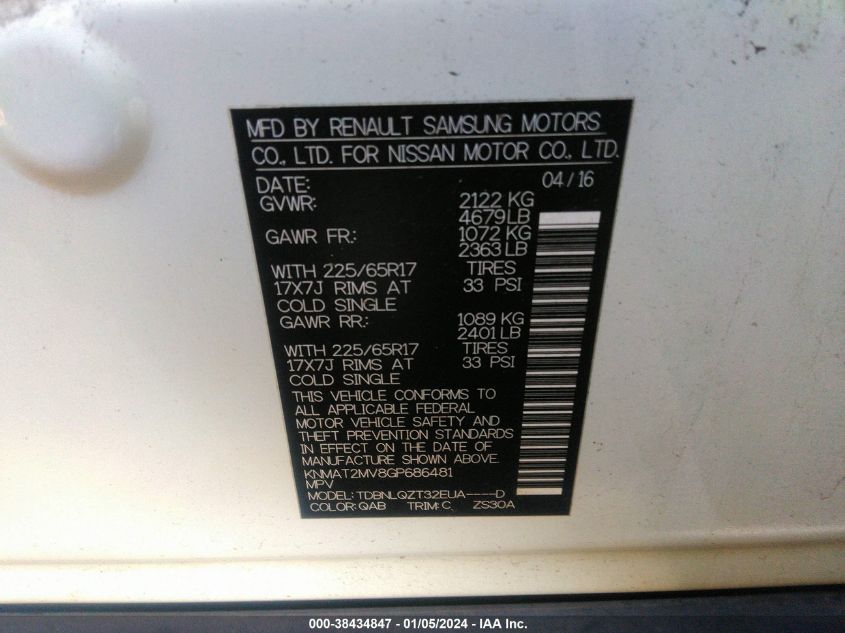 MFD BY RENAULT SAMSUNG MOTORS
CO., LTD. FOR NISSAN MOTOR CO., LTD.
DATE: 04/16
GVWR: 2122 KG
4679LB
GAWR FR.: 1072 KG
2363 LB
WITH 225/65R17 TIRES
17X7J RIMS AT 33 PSI
COLD SINGLE
GAWR RR.: 1089 KG
2401 LB
WITH 225/65R17 TIRES
17X7J RIMS AT 33 PSI
COLD SINGLE
THIS VEHICLE CONFORMS TO
ALL APPLICABLE FEDERAL
MOTOR VEHICLE SAFETY AND
THEFT PREVENTION STANDARDS
IN EFFECT ON THE DATE OF
MANUFACTURE SHOWN ABOVE.
KNMAT2MV8GP686481
MPV
MODEL: TDBNLQZT32EUA----D
COLOR: QAB TRIM: C ZS30A
000-38434847 - 01/05/2024 - IAA Inc.